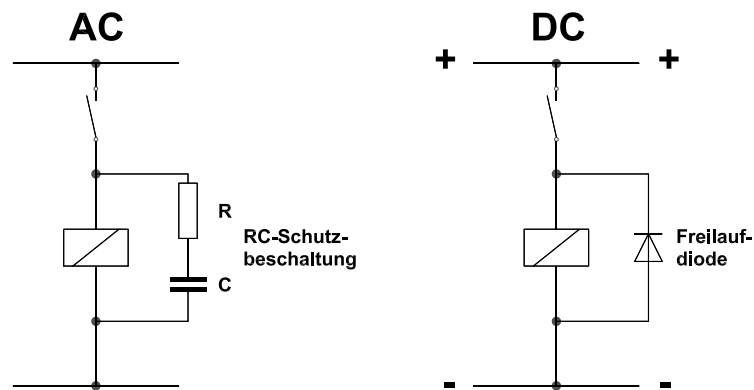 AC
DC
+ +
R
RC-Schutz-
beschaltung
C
Freilauf-
diode
- -